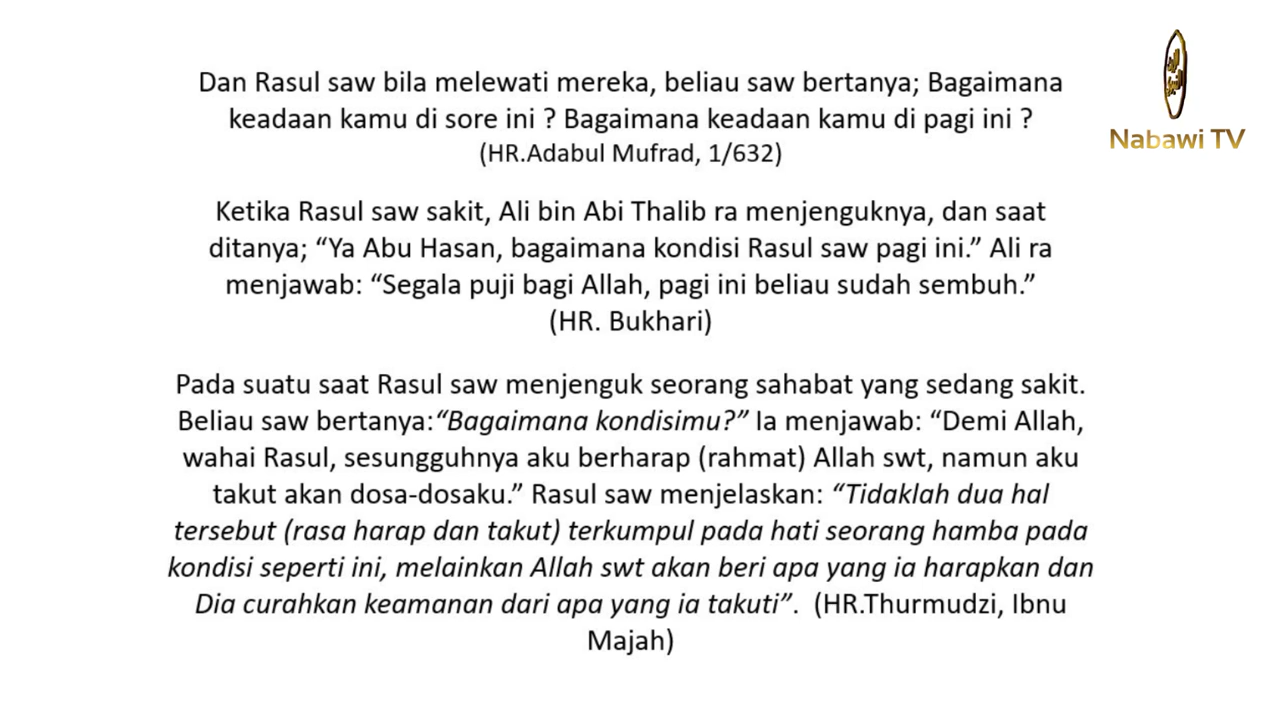 Dan Rasul saw bila melewati mereka, beliau saw bertanya; Bagaimana
keadaan kamu di sore ini ? Bagaimana keadaan kamu di pagi ini ?
(HR.Adabul Mufrad, 1/632)
Nabawi TV
Ketika Rasul saw sakit, Ali bin Abi Thalib ra menjenguknya, dan saat
ditanya; “Ya Abu Hasan, bagaimana kondisi Rasul saw pagi ini.” Ali ra
menjawab: “Segala puji bagi Allah, pagi ini beliau sudah sembuh.”
(HR. Bukhari)
Pada suatu saat Rasul saw menjenguk seorang sahabat yang sedang sakit.
Beliau saw bertanya:“Bagaimana kondisimu?” Ia menjawab: “Demi Allah,
wahai Rasul, sesungguhnya aku berharap (rahmat) Allah swt, namun aku
takut akan dosa-dosaku.” Rasul saw menjelaskan: “Tidaklah dua hal
tersebut (rasa harap dan takut) terkumpul pada hati seorang hamba pada
kondisi seperti ini, melainkan Allah swt akan beri apa yang ia harapkan dan
Dia curahkan keamanan dari apa yang ia takuti”.  (HR.Thurmudzi, Ibnu
Majah)